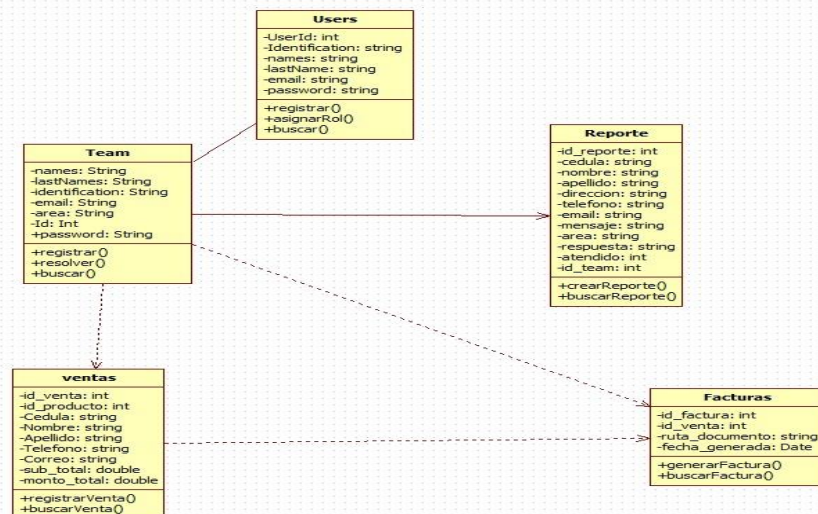 Users
-UserId: int
-Identification: string
-names: string
-lastName: string
-email: string
-password: string
+registrar()
+asignarRol()
+buscar()
Team
-names: String
-lastNames: String
-identification: String
-email: String
-area: String
-Id: Int
+password: String
+registrar()
+resolver()
+buscar()
Reporte
-id_reporte: int
-cedula: string
-nombre: string
-apellido: string
-direccion: string
-telefono: string
-email: string
-mensaje: string
-area: string
-respuesta: string
-atendido: int
-id_team: int
+crearReporte()
+buscarReporte()
ventas
-id_venta: int
-id_producto: int
-Cedula: string
-Nombre: string
-Apellido: string
-Telefono: string
-Correo: string
-sub_total: double
-monto_total: double
+registrarVenta()
+buscarVenta()
Facturas
-id_factura: int
-id_venta: int
-ruta_documento: string
-fecha_generada: Date
+generarFactura()
+buscarFactura()